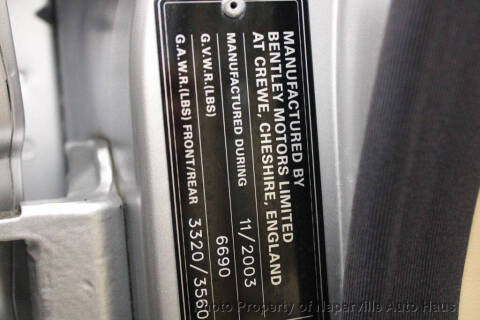 MANUFACTURED BY
BENTLEY MOTORS LIMITED
AT CREWE, CHESHIRE, ENGLAND
MANUFACTURED DURING 11/2003
G.V.W.R.(LBS) 6690
G.A.W.R.(LBS) FRONT/REAR 3320/3560
Photo Property of Naperville Auto Haus